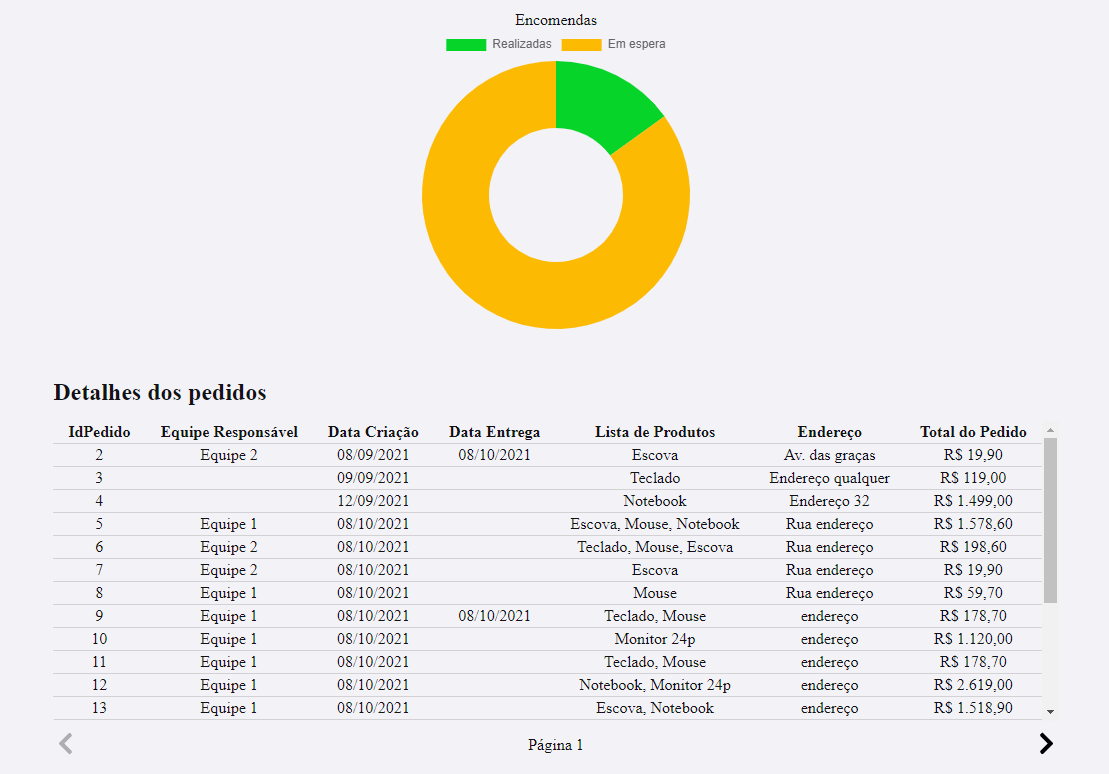 Encomendas
Realizadas Em espera
Detalhes dos pedidos
IdPedido Equipe Responsável Data Criação Data Entrega Lista de Produtos Endereço Total do Pedido
2 Equipe 2 08/09/2021 08/10/2021 Escova Av. das graças R$ 19,90
3 09/09/2021 Teclado Endereço qualquer R$ 119,00
4 12/09/2021 Notebook Endereço 32 R$ 1.499,00
5 Equipe 1 08/10/2021 Escova, Mouse, Notebook Rua endereço R$ 1.578,60
6 Equipe 2 08/10/2021 Teclado, Mouse, Escova Rua endereço R$ 198,60
7 Equipe 2 08/10/2021 Escova Rua endereço R$ 19,90
8 Equipe 1 08/10/2021 Mouse Rua endereço R$ 59,70
9 Equipe 1 08/10/2021 08/10/2021 Teclado, Mouse endereço R$ 178,70
10 Equipe 1 08/10/2021 Monitor 24p endereço R$ 1.120,00
11 Equipe 1 08/10/2021 Teclado, Mouse endereço R$ 178,70
12 Equipe 1 08/10/2021 Notebook, Monitor 24p endereço R$ 2.619,00
13 Equipe 1 08/10/2021 Escova, Notebook endereço R$ 1.518,90
Página 1